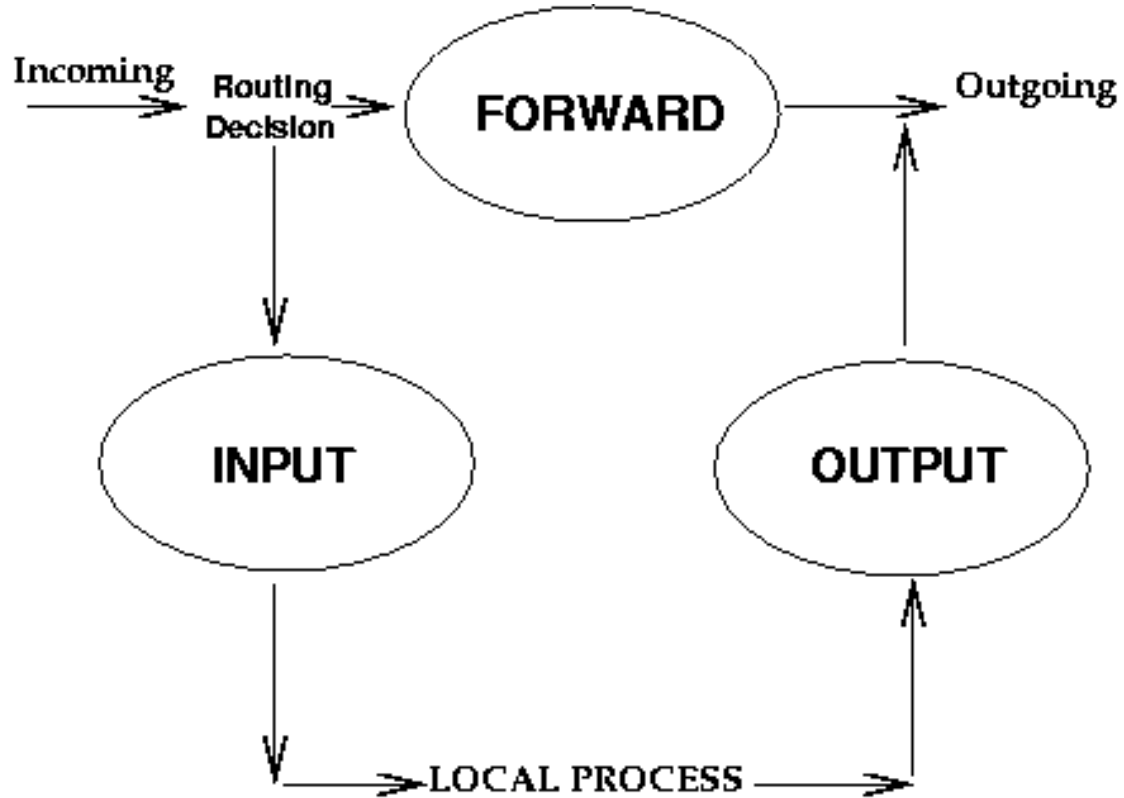 Incoming
Routing
Decision
FORWARD
Outgoing
INPUT
OUTPUT
LOCAL PROCESS